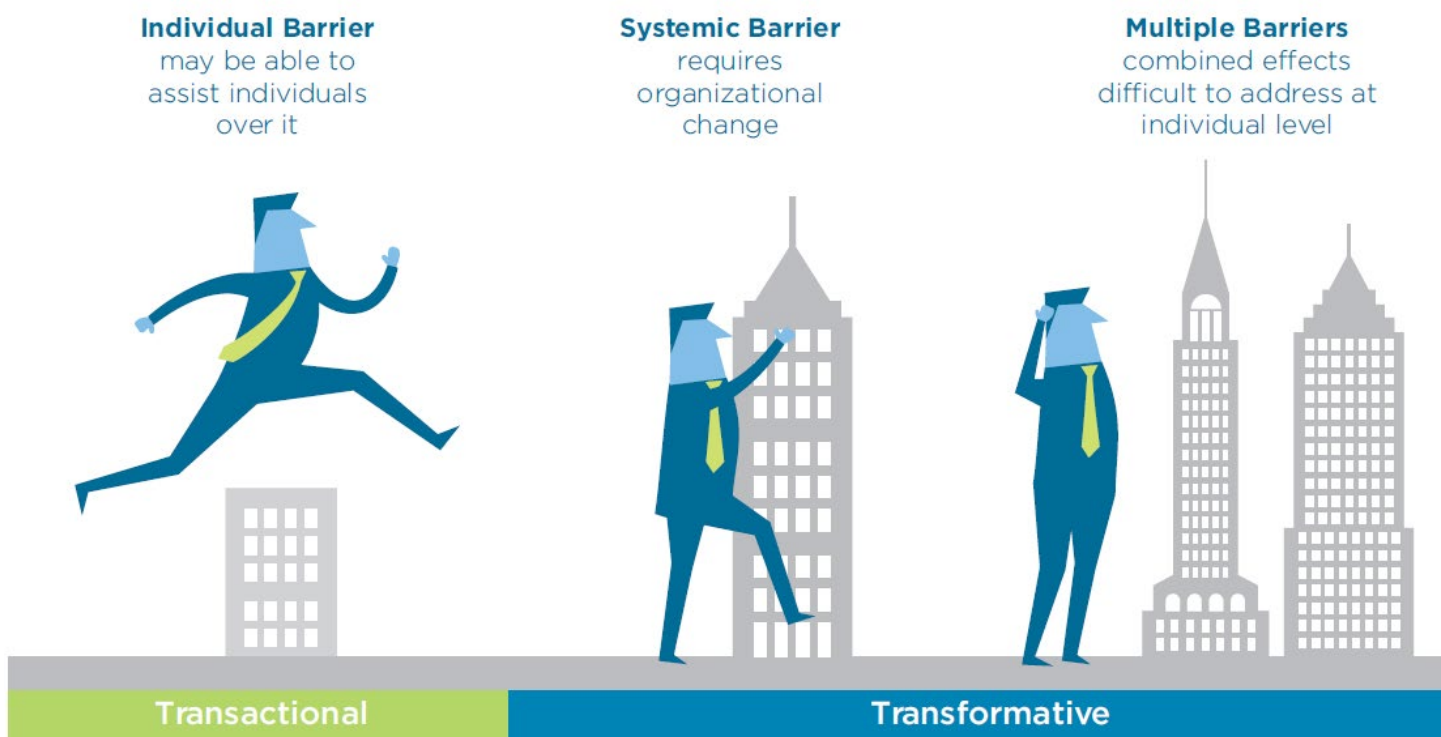 Individual Barrier
may be able to
assist individuals
over it
Systemic Barrier
requires
organizational
change
Multiple Barriers
combined effects
difficult to address at
individual level
Transactional
Transformative